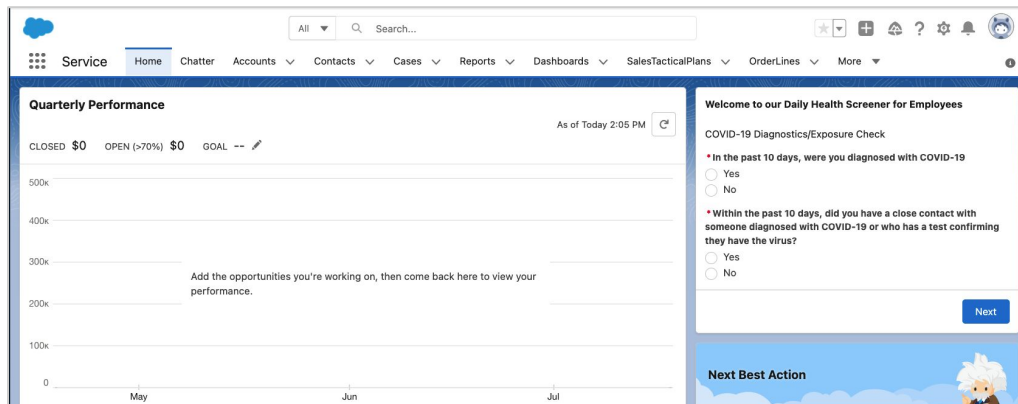 All
Search...
Service
Home
Chatter
Accounts
Contacts
Cases
Reports
Dashboards
SalesTacticalPlans
OrderLines
More
Quarterly Performance
As of Today 2:05 PM
CLOSED $0 OPEN (>70%) $0 GOAL --
500K
400K
300K
200K
100K
0
Add the opportunities you're working on, then come back here to view your
performance.
May
Jun
Jul
Welcome to our Daily Health Screener for Employees
COVID-19 Diagnostics/Exposure Check
* In the past 10 days, were you diagnosed with COVID-19
Yes
No
* Within the past 10 days, did you have a close contact with
someone diagnosed with COVID-19 or who has a test confirming
they have the virus?
Yes
No
Next
Next Best Action